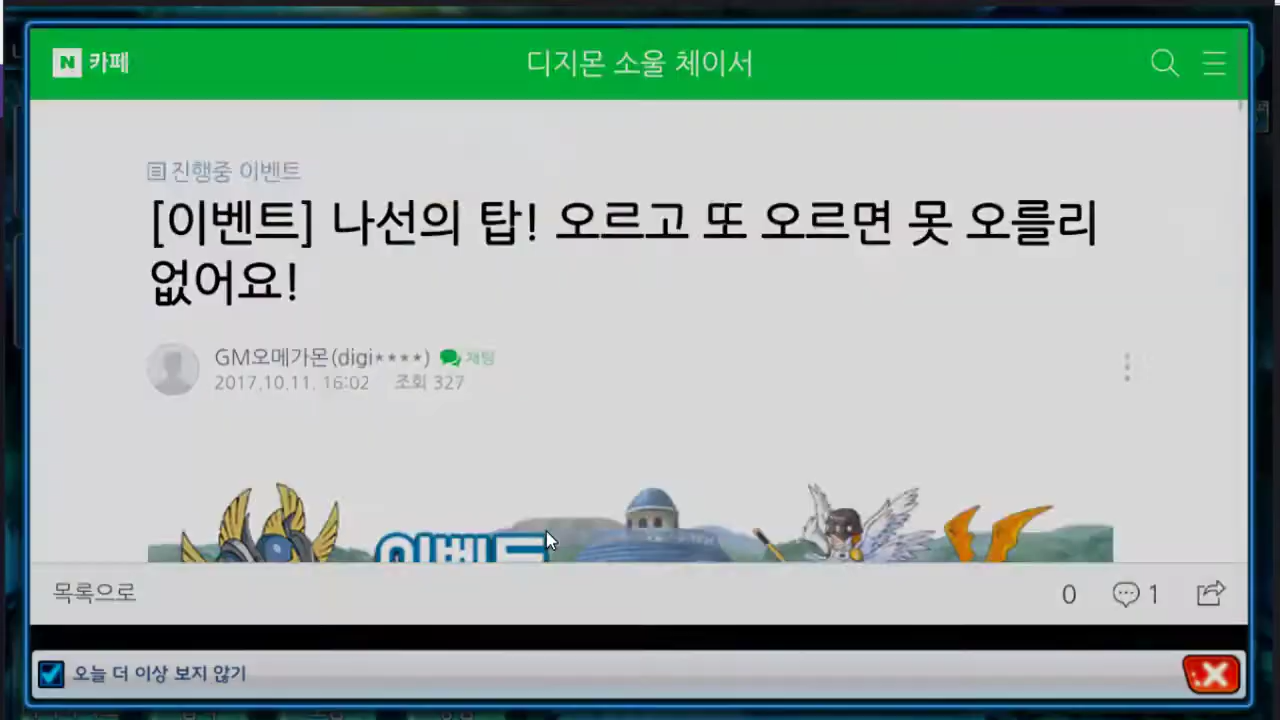 N 카페
디지몬 소울 체이서
진행중 이벤트
[이벤트] 나선의 탑! 오르고 또 오르면 못 오를리
없어요!
GM오메가몬(digi****) 채팅
2017.10.11. 16:02 조회 327
이벤트
목록으로
0
1
오늘 더 이상 보지 않기